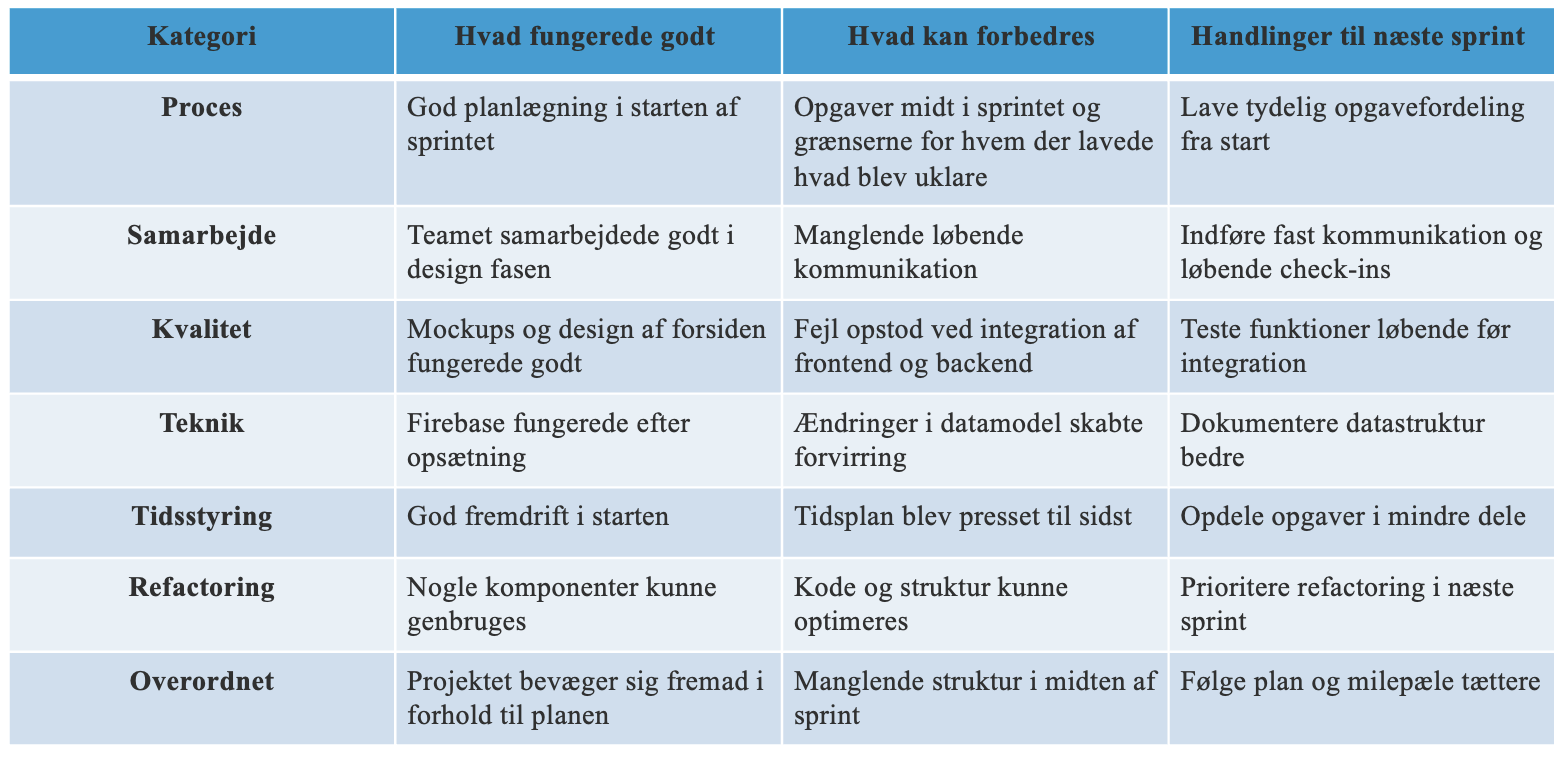 Kategori
Hvad fungerede godt
Hvad kan forbedres
Handlinger til næste sprint
Proces
God planlægning i starten af
sprintet
Opgaver midt i sprintet og
grænserne for hvem der lavede
hvad blev uklare
Lave tydelig opgavefordeling
fra start
Samarbejde
Teamet samarbejdede godt i
design fasen
Manglende løbende
kommunikation
Indføre fast kommunikation og
løbende check-ins
Kvalitet
Mockups og design af forsiden
fungerede godt
Fejl opstod ved integration af
frontend og backend
Teste funktioner løbende før
integration
Teknik
Firebase fungerede efter
opsætning
Ændringer i datamodel skabte
forvirring
Dokumentere datastruktur
bedre
Tidsstyring
God fremdrift i starten
Tidsplan blev presset til sidst
Opdele opgaver i mindre dele
Refactoring
Nogle komponenter kunne
genbruges
Kode og struktur kunne
optimeres
Prioritere refactoring i næste
sprint
Overordnet
Projektet bevæger sig fremad i
forhold til planen
Manglende struktur i midten af
sprint
Følge plan og milepæle tættere